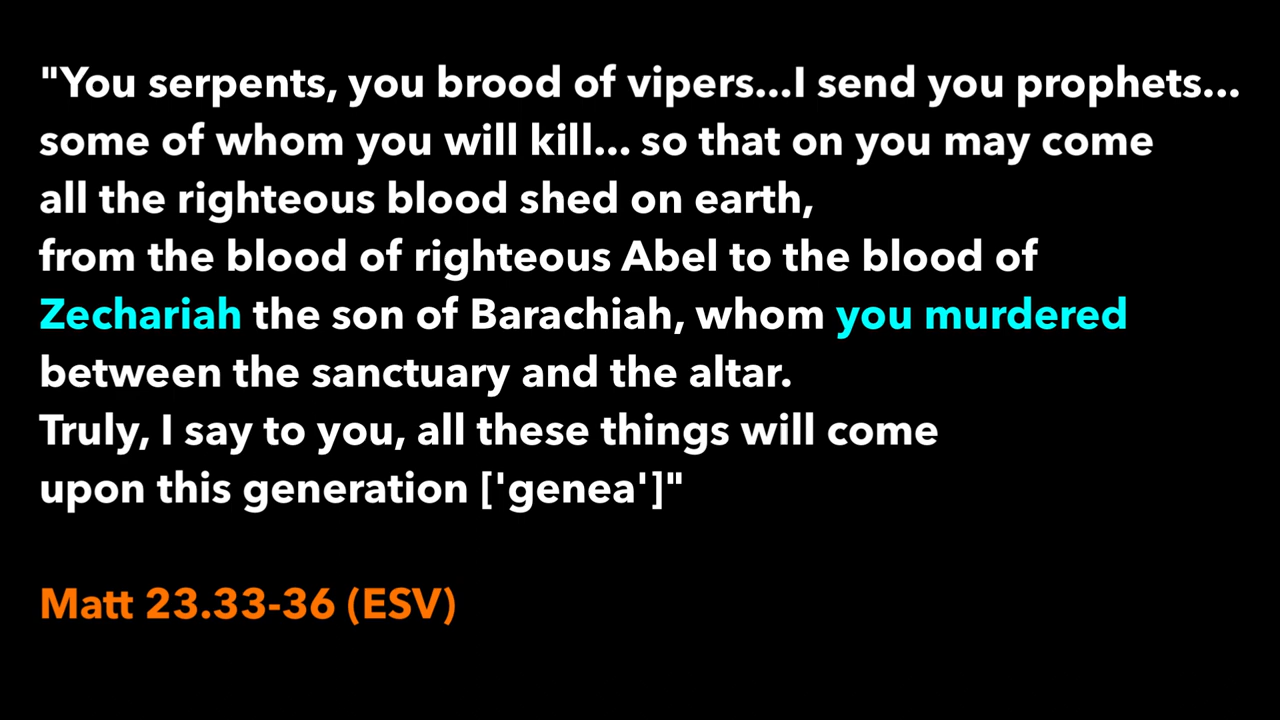 "You serpents, you brood of vipers...I send you prophets...
some of whom you will kill... so that on you may come
all the righteous blood shed on earth,
from the blood of righteous Abel to the blood of
Zechariah the son of Barachiah, whom you murdered
between the sanctuary and the altar.
Truly, I say to you, all these things will come
upon this generation ['genea']"
Matt 23.33-36 (ESV)